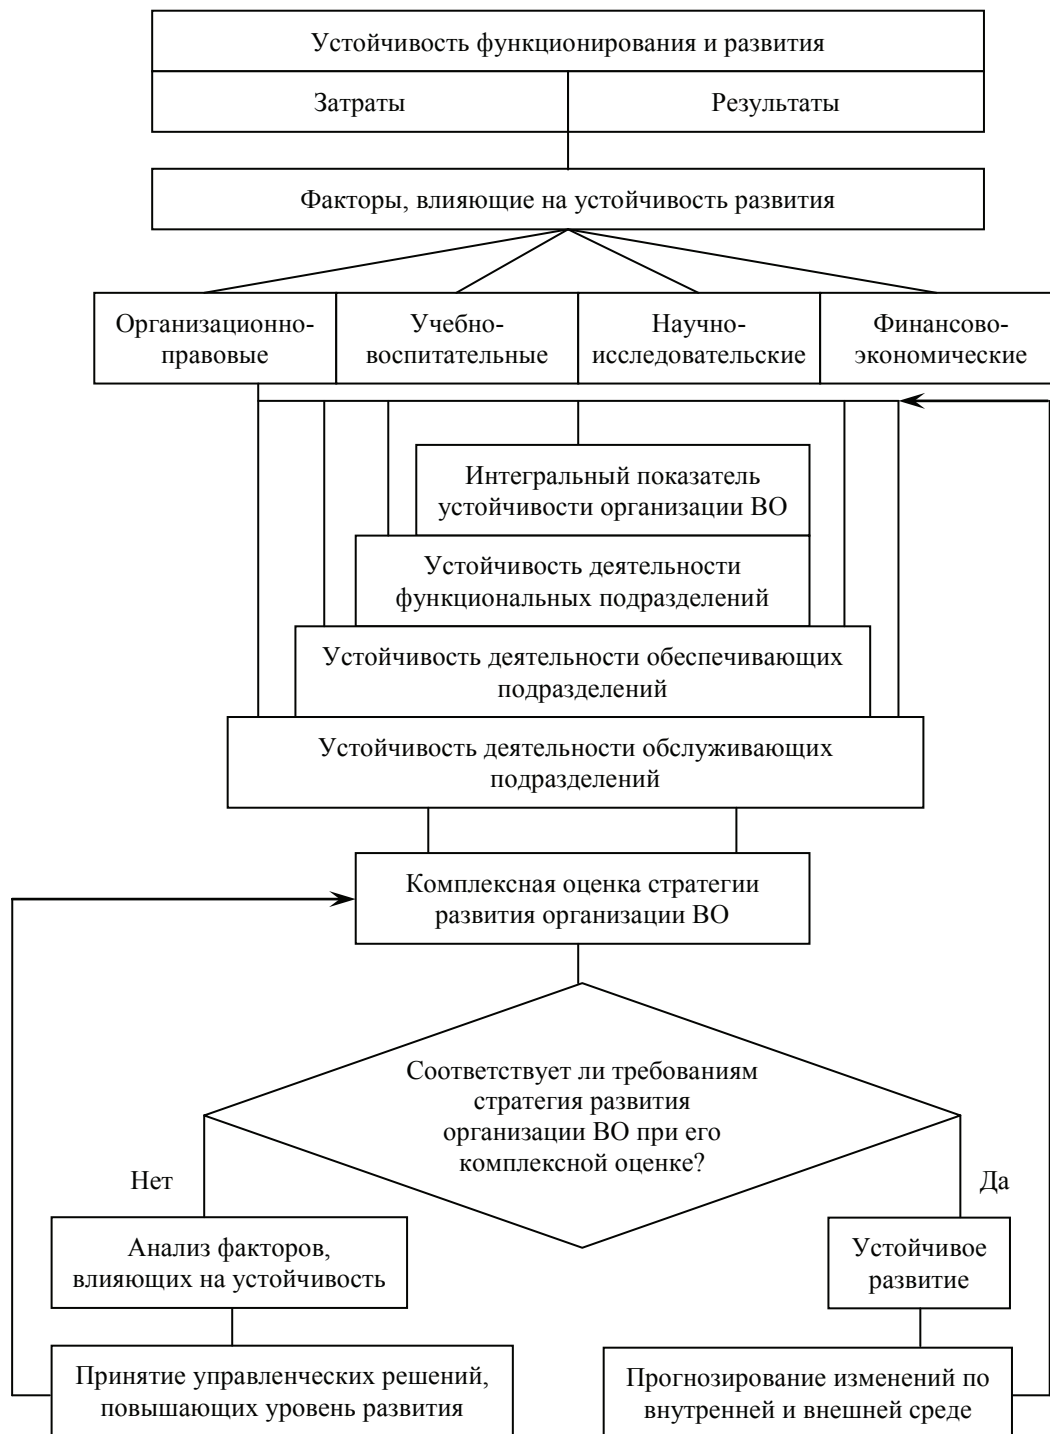 Устойчивость функционирования и развития
Затраты
Результаты
Факторы, влияющие на устойчивость развития
Организационно-
правовые
Учебно-
воспитательные
Научно-
исследовательские
Финансово-
экономические
Интегральный показатель
устойчивости организации ВО
Устойчивость деятельности
функциональных подразделений
Устойчивость деятельности обеспечивающих
подразделений
Устойчивость деятельности обслуживающих
подразделений
Комплексная оценка стратегии
развития организации ВО
Соответствует ли требованиям
стратегия развития
организации ВО при его
комплексной оценке?
Нет
Да
Анализ факторов,
влияющих на устойчивость
Устойчивое
развитие
Принятие управленческих решений,
повышающих уровень развития
Прогнозирование изменений по
внутренней и внешней среде